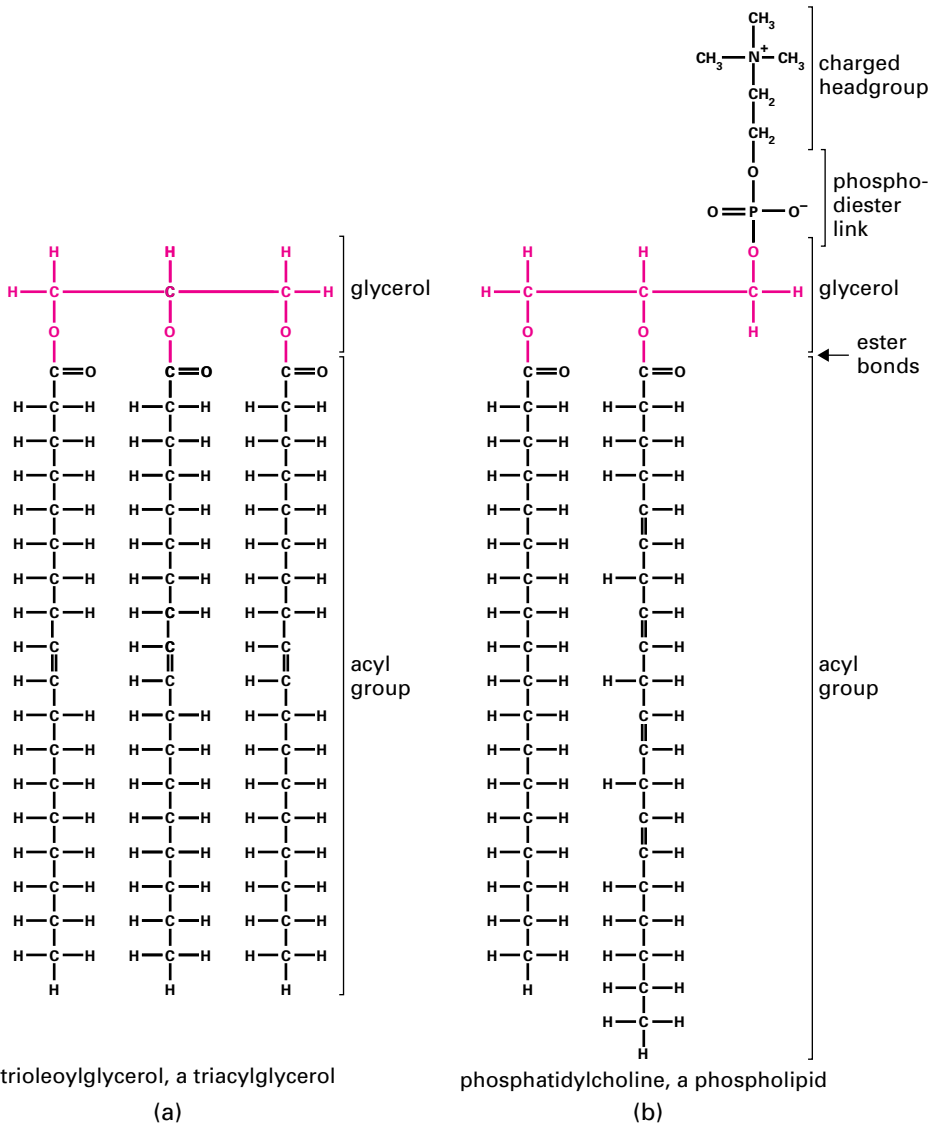 CH₃
CH₃ N⁺ CH₃
charged
headgroup
CH₂
CH₂
O
phospho-
diester
link
O P O⁻
H H H H H O
H C C C H glycerol H C C C H glycerol
O O O O O H
ester
bonds
C O C O C O C O C O
H C H H C H H C H H C H H C H
H C H H C H H C H H C H H C H
H C H H C H H C H H C H H C H
H C H H C H H C H H C H C H
H C H H C H H C H H C H C H
H C H H C H H C H H C H H C H
H C H H C H H C H H C H C H
H C H C H C H C H C H
acyl
group
acyl
group
H C H C H C H C H H C H
H C H H C H H C H H C H C H
H C H H C H H C H H C H C H
H C H H C H H C H H C H H C H
H C H H C H H C H H C H C H
H C H H C H H C H H C H C H
H C H H C H H C H H C H H C H
H C H H C H H C H H C H H C H
H C H H C H H C H H C H H C H
H H H H H C H
H C H
H
trioleoylglycerol, a triacylglycerol
phosphatidylcholine, a phospholipid
(a)
(b)